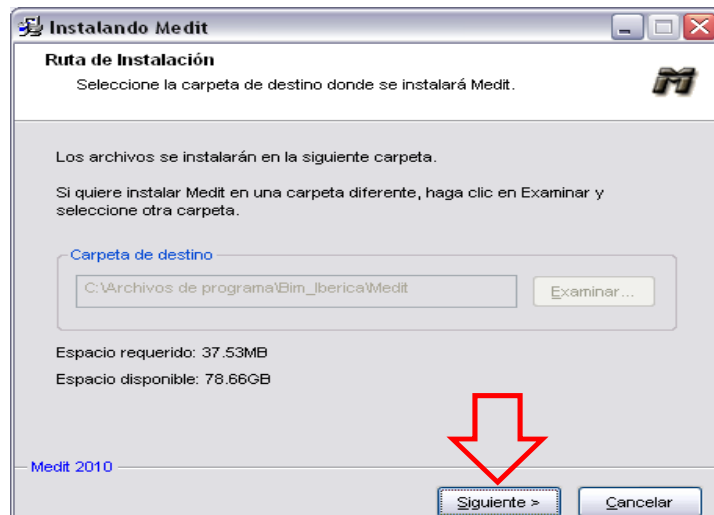 Instalando Medit
Ruta de Instalación
Seleccione la carpeta de destino donde se instalará Medit.
M
Los archivos se instalarán en la siguiente carpeta.
Si quiere instalar Medit en una carpeta diferente, haga clic en Examinar y
seleccione otra carpeta.
Carpeta de destino
C:\Archivos de programa\Bim_Iberica\Medit
Examinar...
Espacio requerido: 37.53MB
Espacio disponible: 78.66GB
Medit 2010
Siguiente >
Cancelar